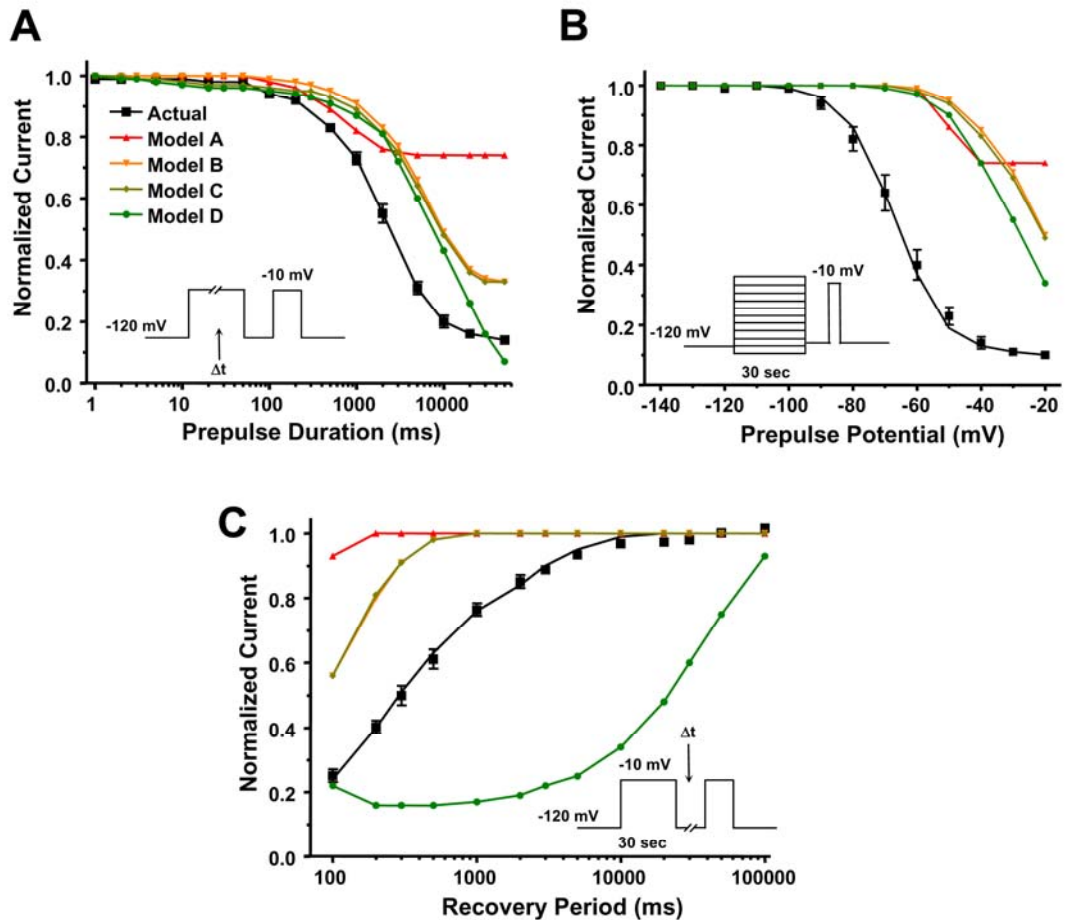 A
Normalized Current
1.0
0.8
0.6
0.4
0.2
0.0
Actual
Model A
Model B
Model C
Model D
-10 mV
-120 mV
Δt
1
10
100
1000
10000
Prepulse Duration (ms)
B
Normalized Current
1.0
0.8
0.6
0.4
0.2
0.0
-10 mV
-120 mV
30 sec
-140
-120
-100
-80
-60
-40
-20
Prepulse Potential (mV)
C
Normalized Current
1.0
0.8
0.6
0.4
0.2
0.0
Δt
-10 mV
-120 mV
30 sec
100
1000
10000
100000
Recovery Period (ms)